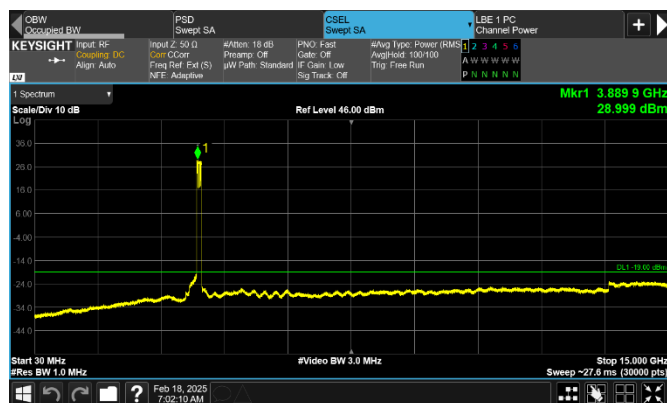 OBW
Occupied BW
PSD
Swept SA
CSEL
Swept SA
LBE 1 PC
Channel Power
KEYSIGHT
Input: RF
Coupling: DC
Align: Auto
Input Z: 50 Ω
Corr CCorr
Freq Ref: Ext (S)
NFE: Adaptive
#Atten: 18 dB
Preamp: Off
µW Path: Standard
PNO: Fast
Gate: Off
IF Gain: Low
Sig Track: Off
#Avg Type: Power (RMS
Avg|Hold: 100/100
Trig: Free Run
1 2 3 4 5 6
A W W W W W
P N N N N N
LXI
1 Spectrum
Scale/Div 10 dB
Ref Level 46.00 dBm
Mkr1 3.889 9 GHz
28.999 dBm
Log
36.0
26.0
16.0
6.00
-4.00
-14.0
-24.0
-34.0
-44.0
1
DL1 -19.00 dBm
Start 30 MHz
#Res BW 1.0 MHz
#Video BW 3.0 MHz
Stop 15.000 GHz
Sweep ~27.6 ms (30000 pts)
Feb 18, 2025
7:02:10 AM